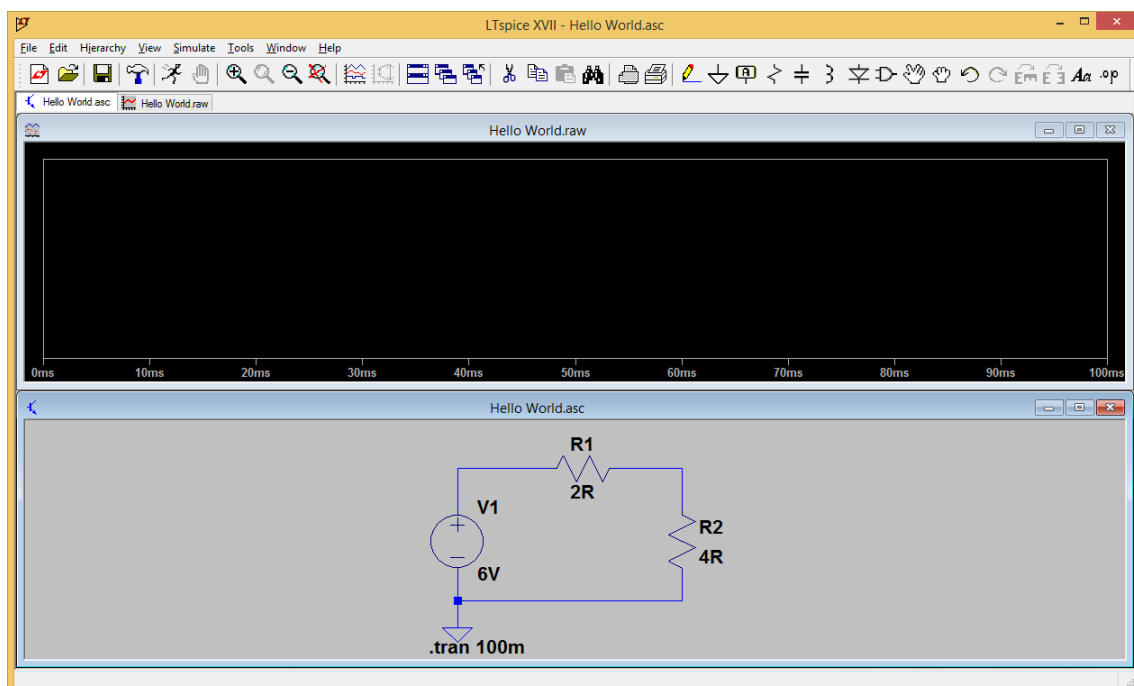 LTspice XVII - Hello World.asc
File Edit Hierarchy View Simulate Tools Window Help
Aa .op
Hello World.asc Hello World.raw
Hello World.raw
0ms 10ms 20ms 30ms 40ms 50ms 60ms 70ms 80ms 90ms 100ms
Hello World.asc
R1
2R
V1
6V
R2
4R
.tran 100m